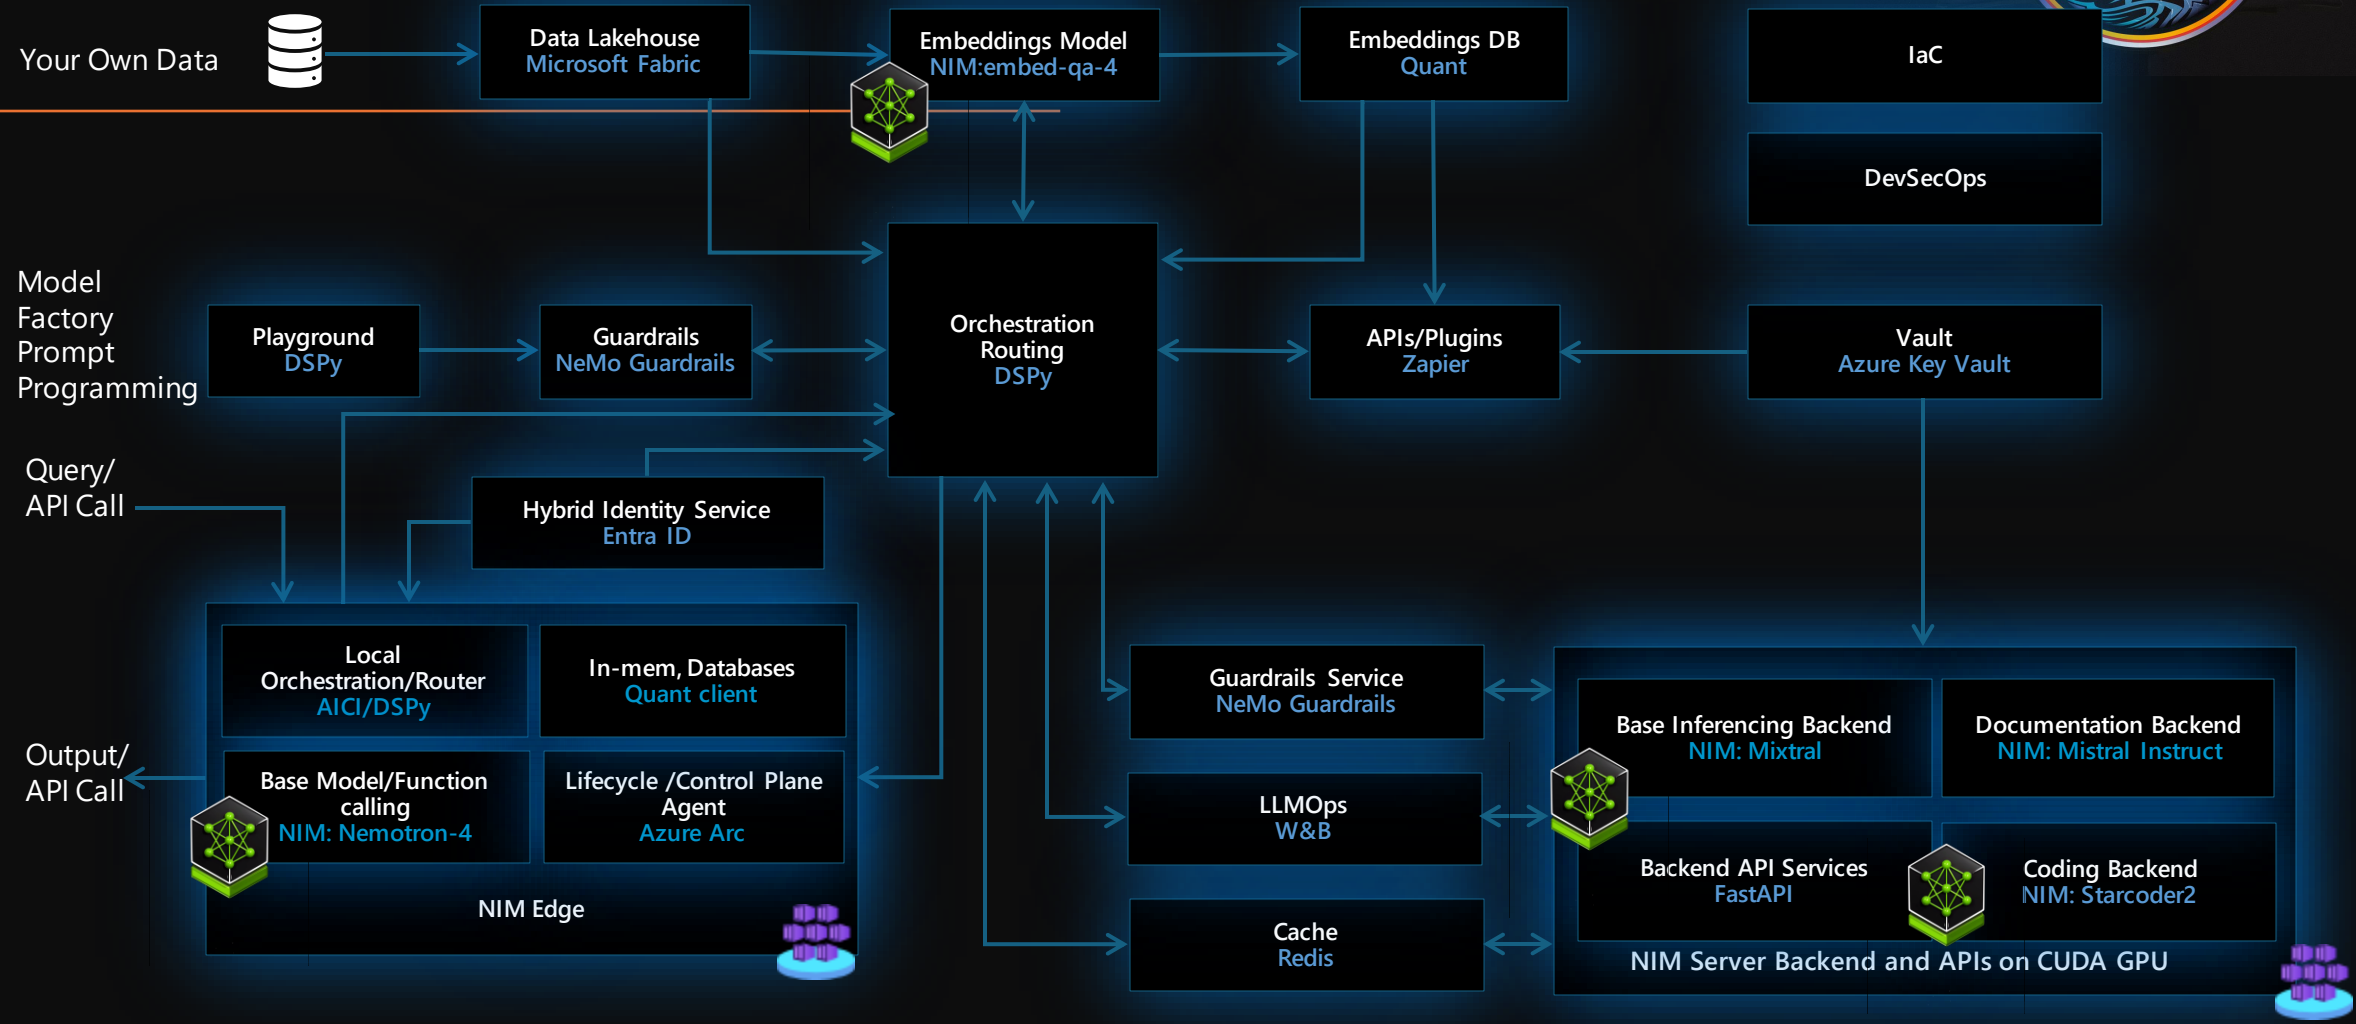 Your Own Data
Data Lakehouse
Microsoft Fabric
Embeddings Model
NIM:embed-qa-4
Embeddings DB
Quant
IaC
DevSecOps
Model
Factory
Prompt
Programming
Playground
DSPy
Guardrails
NeMo Guardrails
Orchestration
Routing
DSPy
APIs/Plugins
Zapier
Vault
Azure Key Vault
Query/
API Call
Hybrid Identity Service
Entra ID
Local
Orchestration/Router
AICI/DSPy
In-mem, Databases
Quant client
Output/
API Call
Base Model/Function
calling
NIM: Nemotron-4
Lifecycle /Control Plane
Agent
Azure Arc
NIM Edge
Guardrails Service
NeMo Guardrails
LLMOps
W&B
Cache
Redis
Base Inferencing Backend
NIM: Mixtral
Documentation Backend
NIM: Mistral Instruct
Backend API Services
FastAPI
Coding Backend
NIM: Starcoder2
NIM Server Backend and APIs on CUDA GPU